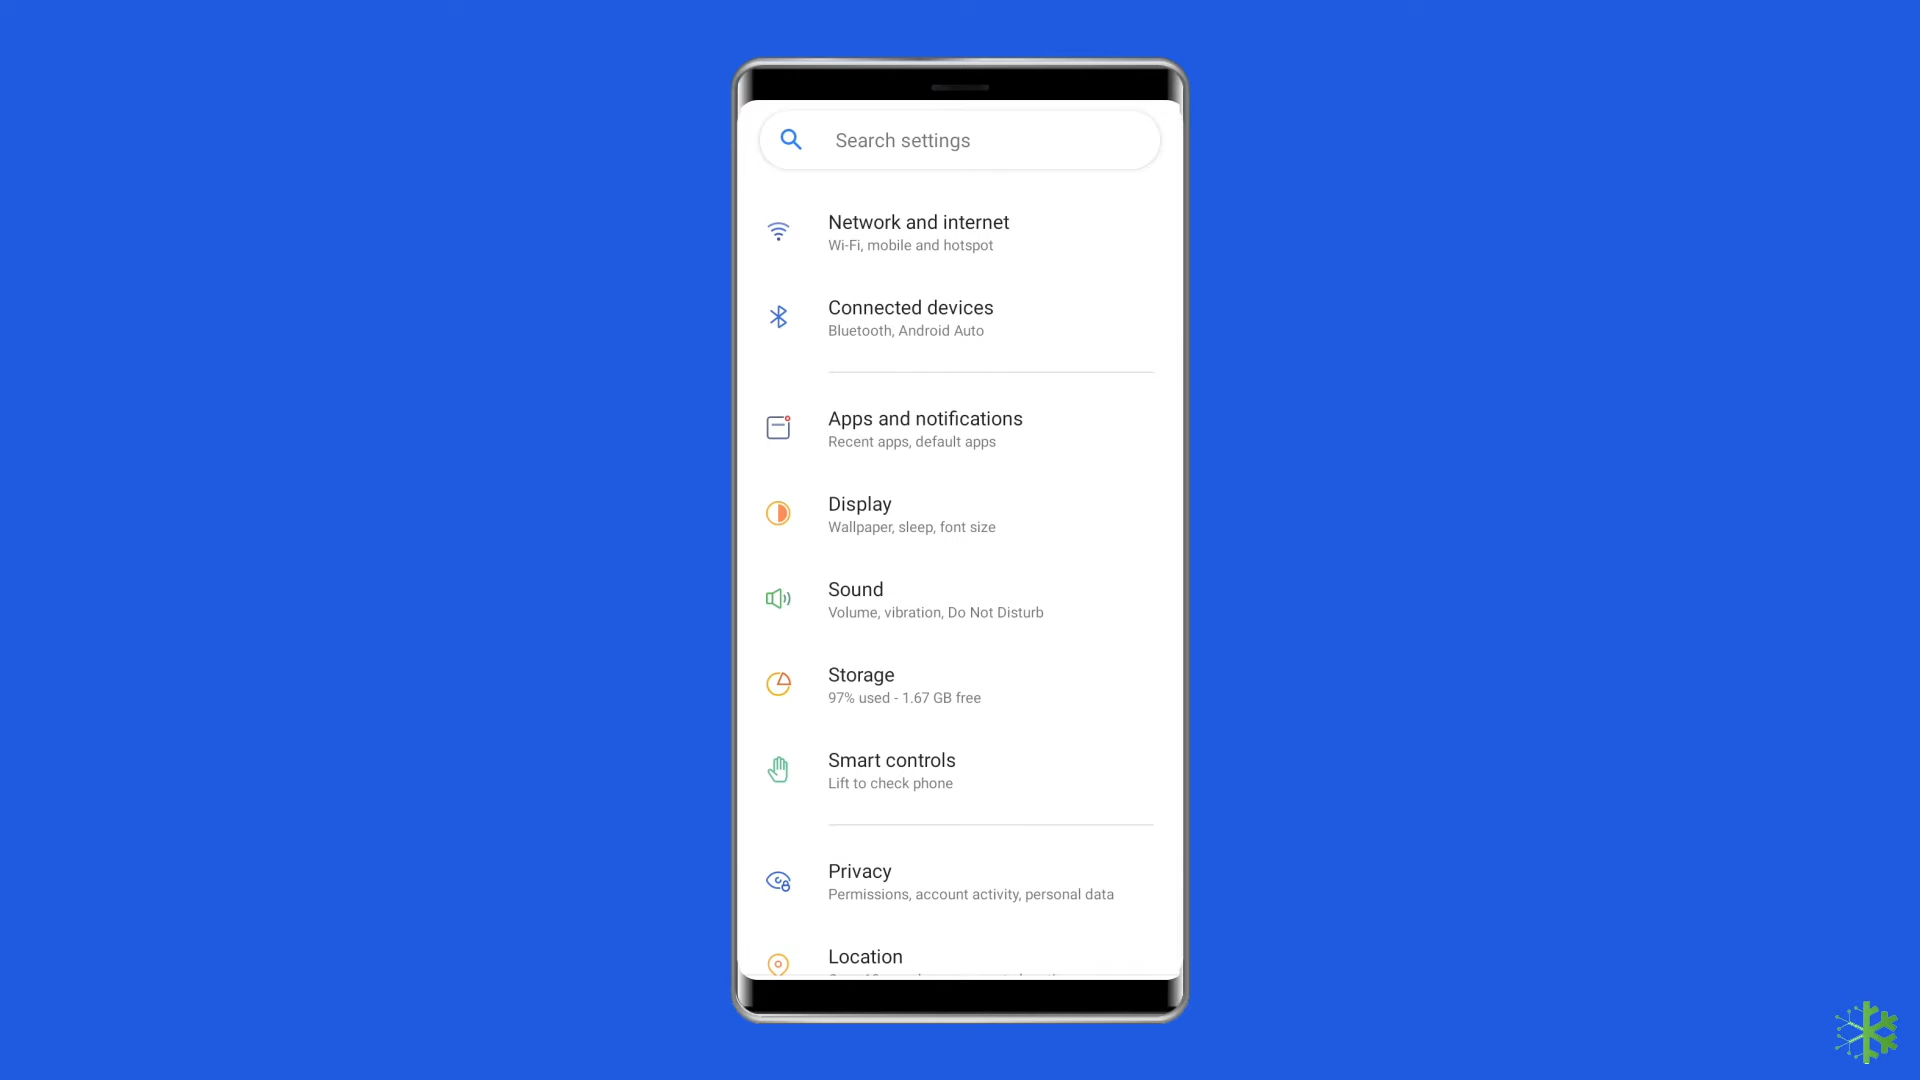 Search settings
Network and internet
Wi-Fi, mobile and hotspot
Connected devices
Bluetooth, Android Auto
Apps and notifications
Recent apps, default apps
Display
Wallpaper, sleep, font size
Sound
Volume, vibration, Do Not Disturb
Storage
97% used - 1.67 GB free
Smart controls
Lift to check phone
Privacy
Permissions, account activity, personal data
Location